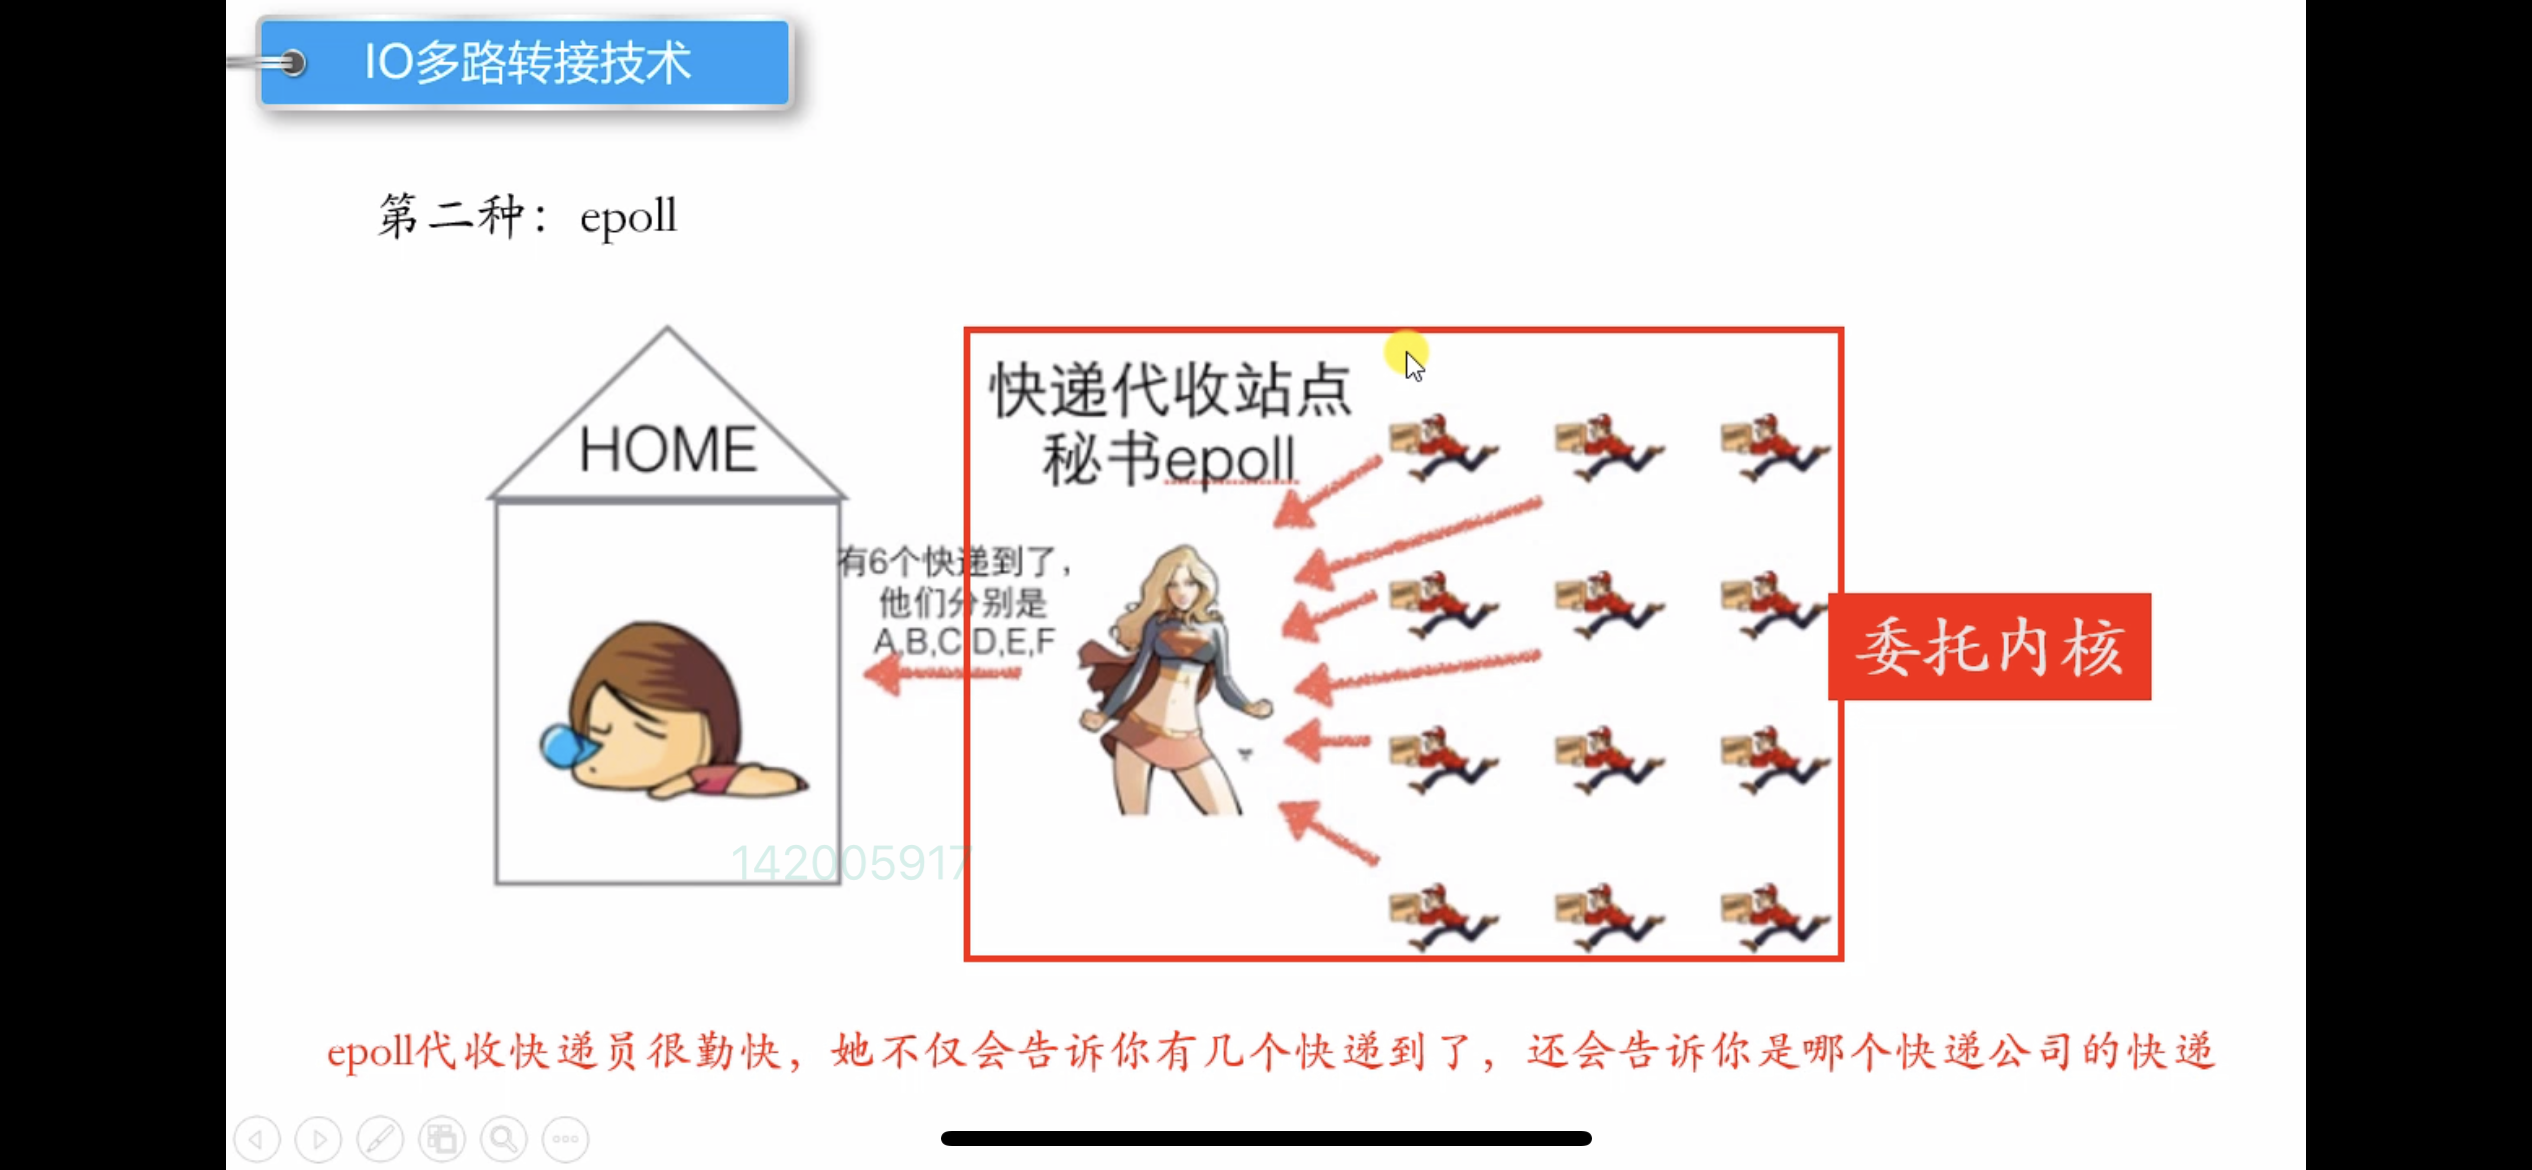 IO多路转接技术
第二种：epoll
HOME
快递代收站点
秘书epoll
有6个快递到了，
他们分别是
A,B,C,D,E,F
委托内核
142005917
epoll代收快递员很勤快，她不仅会告诉你有几个快递到了，还会告诉你是哪个快递公司的快递